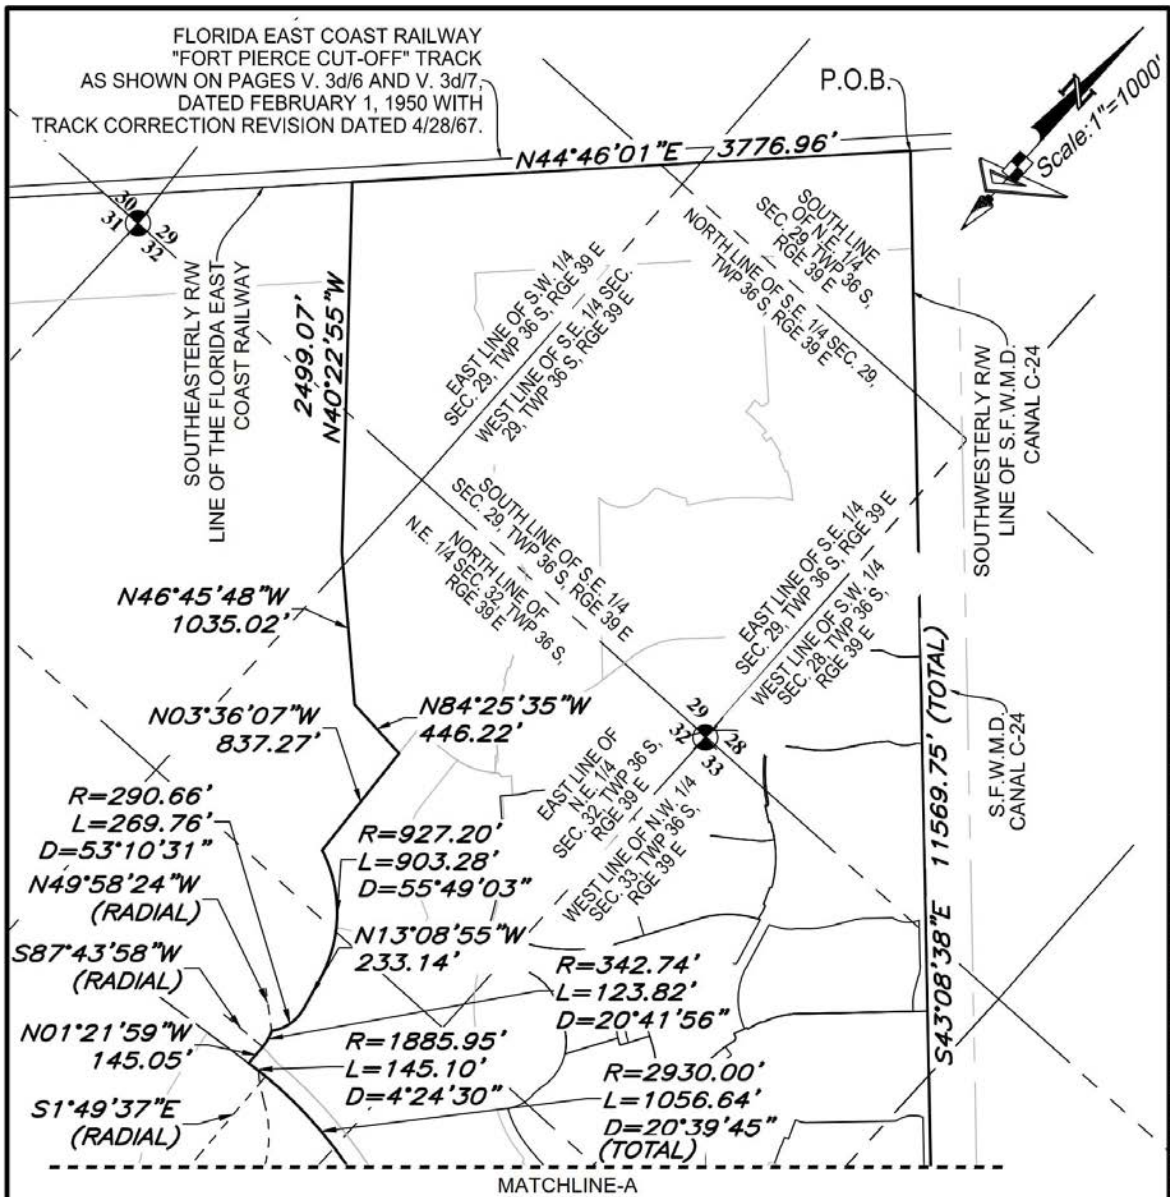 FLORIDA EAST COAST RAILWAY
"FORT PIERCE CUT-OFF" TRACK
AS SHOWN ON PAGES V. 3d/6 AND V. 3d/7,
DATED FEBRUARY 1, 1950 WITH
TRACK CORRECTION REVISION DATED 4/28/67.
P.O.B.
N
Scale:1"=1000'
N44°46'01"E 3776.96'
30
29
31
32
SOUTHEASTERLY R/W
LINE OF THE FLORIDA EAST
COAST RAILWAY
2499.07'
N40°22'55"W
EAST LINE OF S.W. 1/4
SEC. 29, TWP 36 S, RGE 39 E
WEST LINE OF S.E. 1/4 SEC.
29, TWP 36 S, RGE 39 E
SOUTH LINE
OF N.E. 1/4
SEC. 29, TWP 36 S,
RGE 39 E
NORTH LINE OF S.E. 1/4 SEC. 29,
TWP 36 S, RGE 39 E
SOUTHWESTERLY R/W
LINE OF S.F.W.M.D.
CANAL C-24
SOUTH LINE OF S.E. 1/4
SEC. 29, TWP 36 S, RGE 39 E
NORTH LINE OF
N.E. 1/4 SEC. 32, TWP 36 S,
RGE 39 E
EAST LINE OF S.E. 1/4
SEC. 29, TWP 36 S, RGE 39 E
WEST LINE OF S.W. 1/4
SEC. 28, TWP 36 S,
RGE 39 E
N46°45'48"W
1035.02'
N84°25'35"W
446.22'
N03°36'07"W
837.27'
29
32
28
33
EAST LINE OF
N.E. 1/4
SEC. 32, TWP 36 S,
RGE 39 E
WEST LINE OF N.W. 1/4
SEC. 33, TWP 36 S,
RGE 39 E
S.F.W.M.D.
CANAL C-24
S43°08'38"E 11569.75' (TOTAL)
R=290.66'
L=269.76'
D=53°10'31"
R=927.20'
L=903.28'
D=55°49'03"
N49°58'24"W
(RADIAL)
N13°08'55"W
233.14'
S87°43'58"W
(RADIAL)
R=342.74'
L=123.82'
D=20°41'56"
N01°21'59"W
145.05'
R=1885.95'
L=145.10'
D=4°24'30"
R=2930.00'
L=1056.64'
D=20°39'45"
(TOTAL)
S1°49'37"E
(RADIAL)
MATCHLINE-A